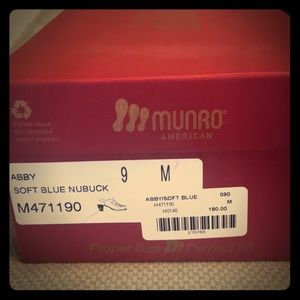 munro
AMERICAN
Please reuse
this recycled
paper product.
ABBY
9 M
SOFT BLUE NUBUCK
M471190
ABBY/SOFT BLUE 090
M471190 M
M0148 180.00
Proper Size Perfect Fit